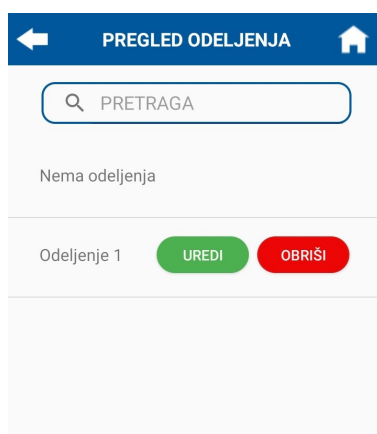 PREGLED ODELJENJA
PRETRAGA
Nema odeljenja
Odeljenje 1 UREDI OBRIŠI